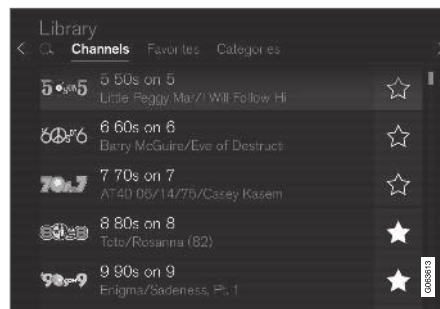 Library
Channels Favorites Categories
5 50s on 5
Little Peggy Mar/I Will Follow Hi
6 60s on 6
Barry McGuire/Eve of Destructi
7 70s on 7
AT40 06/14/75/Casey Kasem
8 80s on 8
Toto/Rosanna (82)
9 90s on 9
Enigma/Sadeness, Pt. 1
G063613